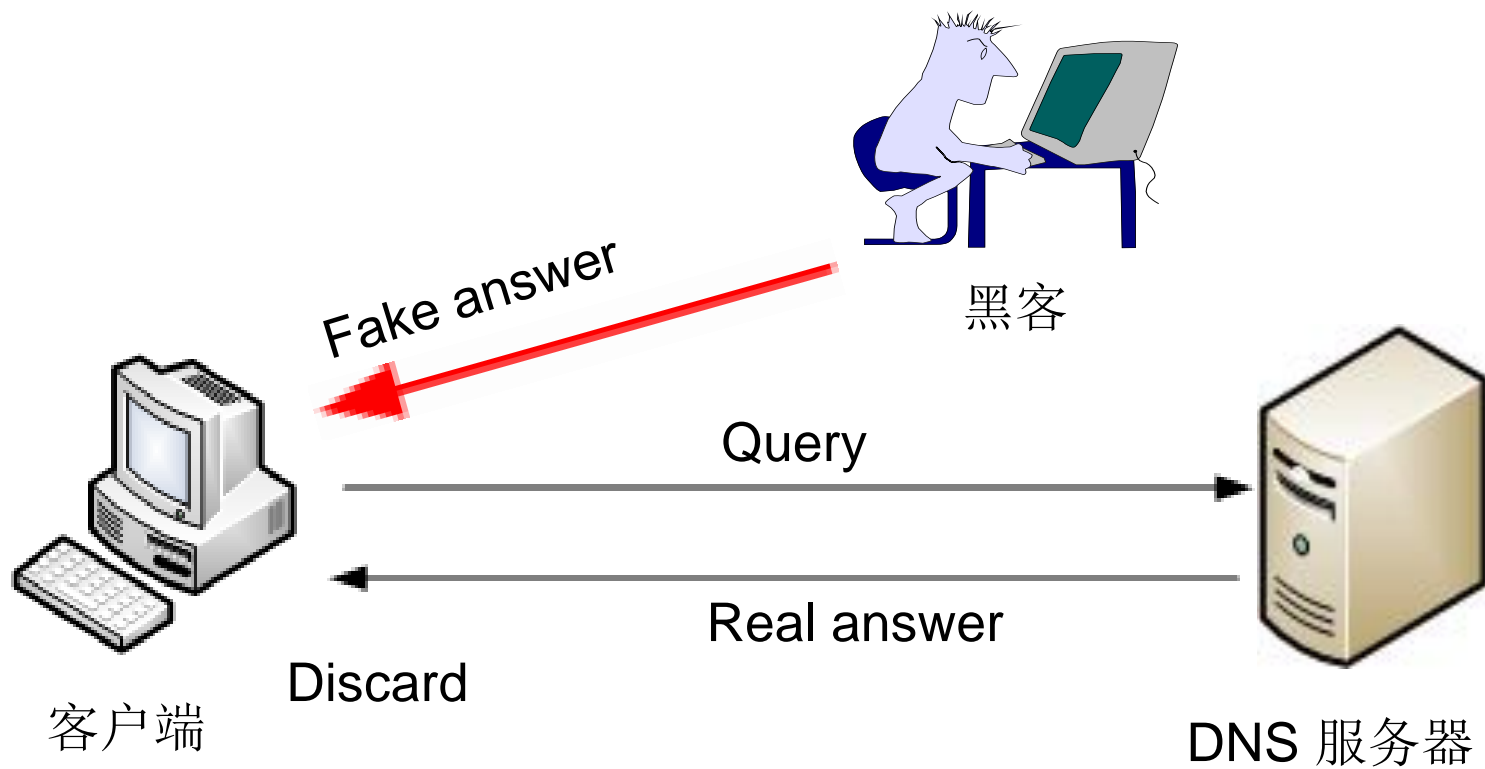 Fake answer
黑客
Query
Real answer
Discard
客户端
DNS 服务器